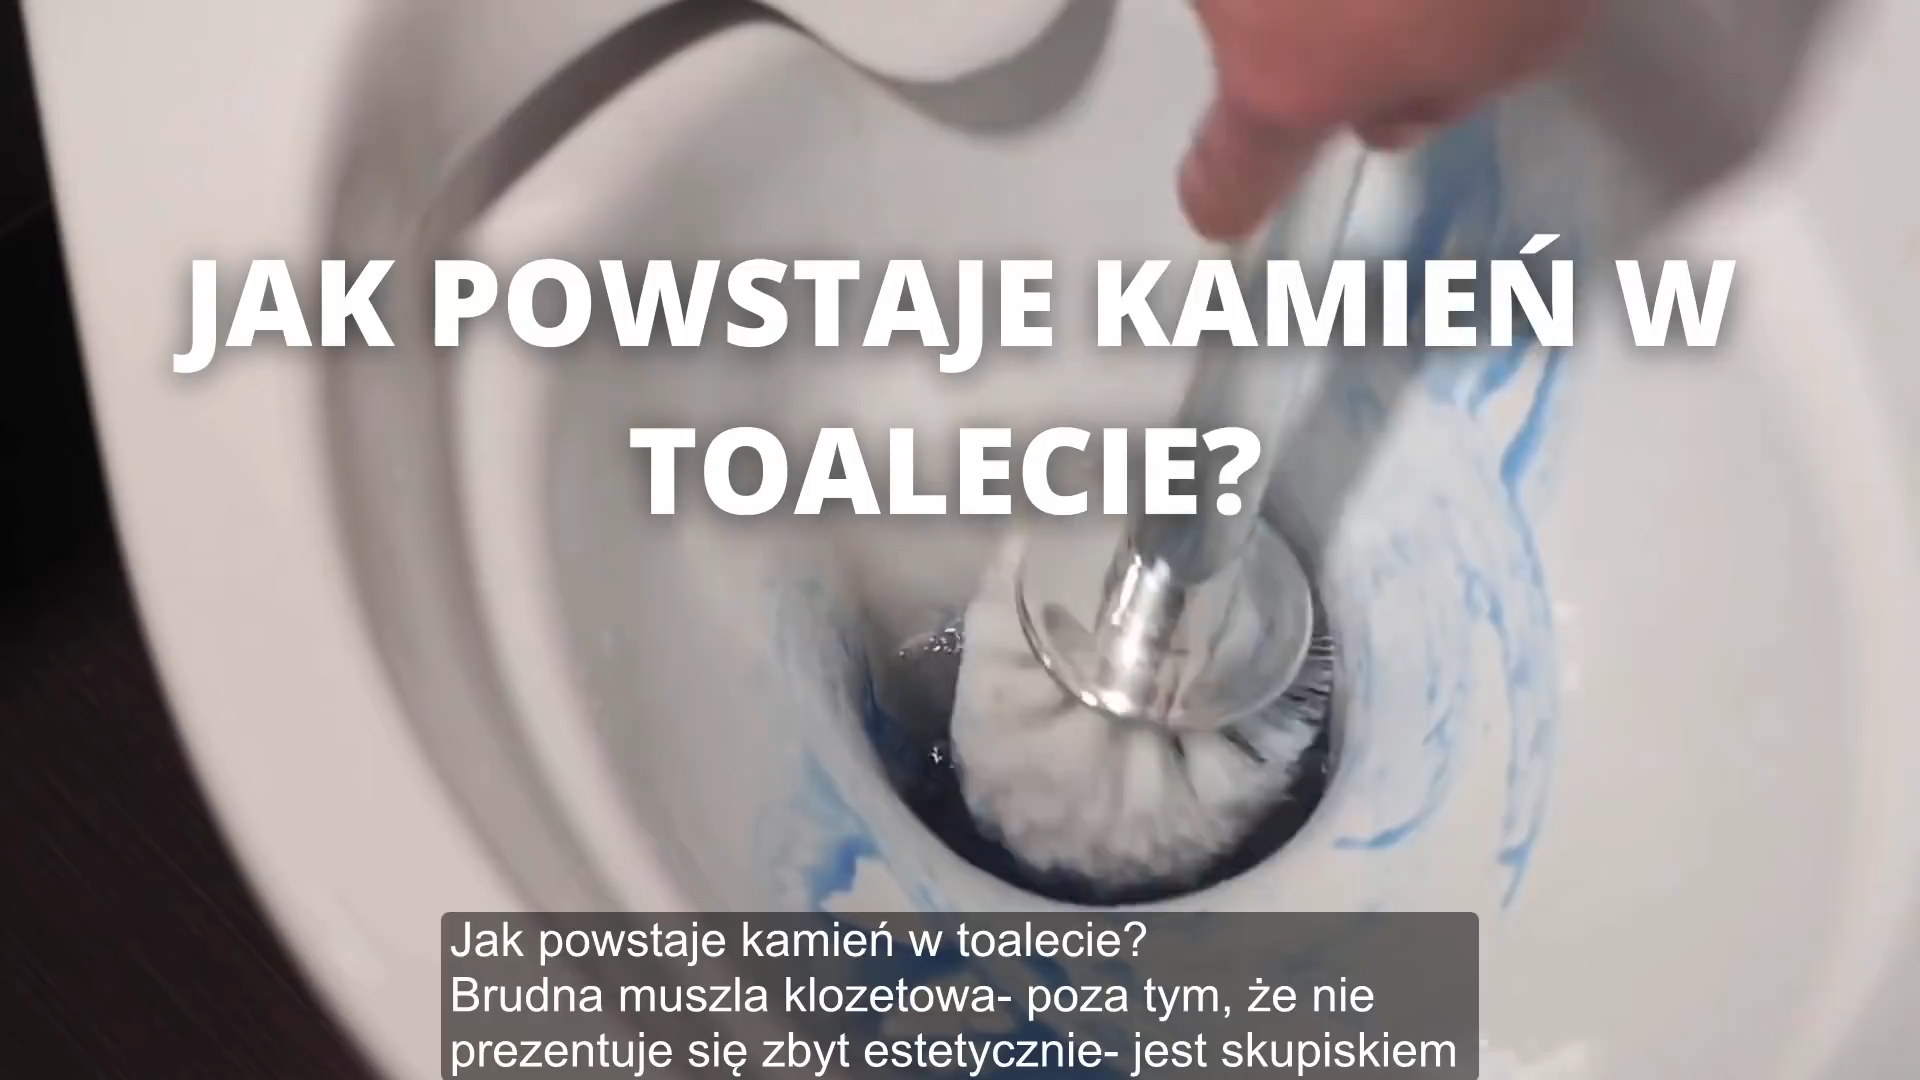 JAK POWSTAJE KAMIEŃ W
TOALECIE?
Jak powstaje kamień w toalecie?
Brudna muszla klozetowa- poza tym, że nie
prezentuje się zbyt estetycznie- jest skupiskiem